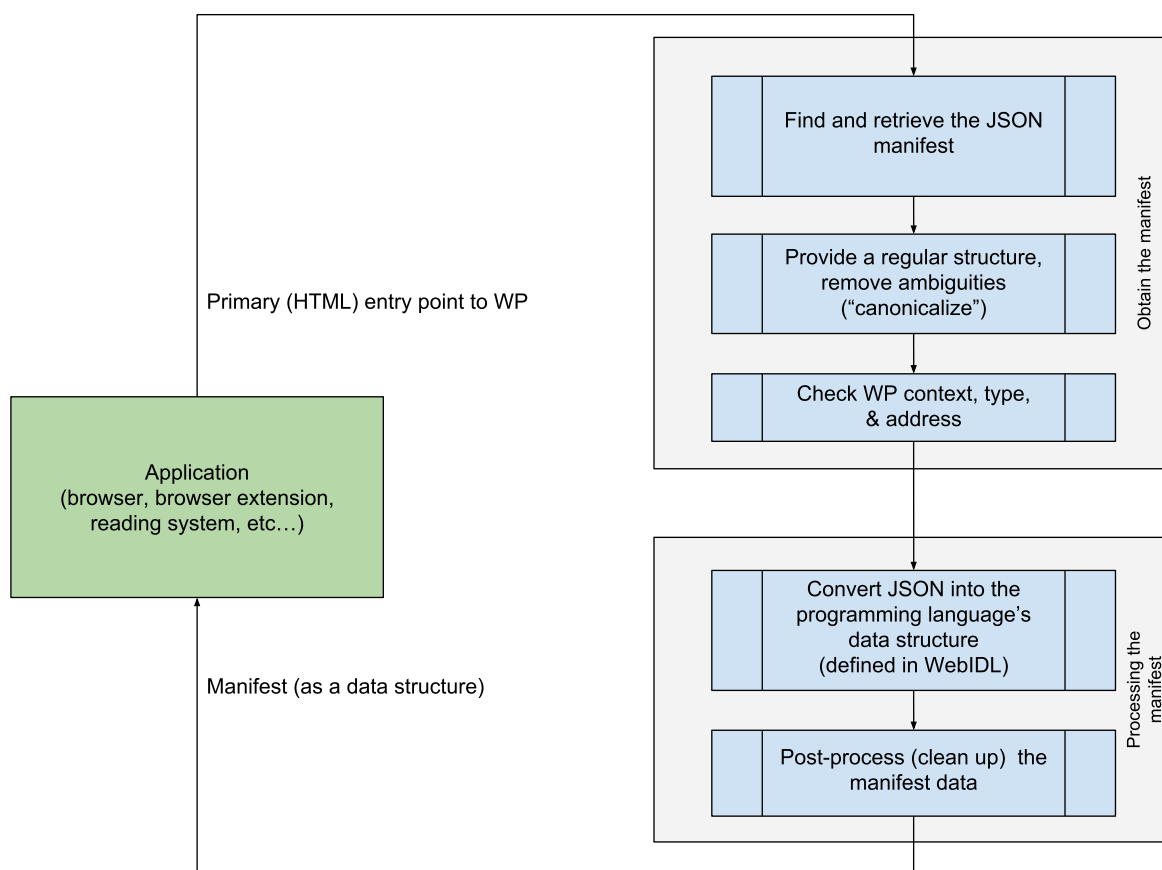 Find and retrieve the JSON
manifest
Provide a regular structure,
remove ambiguities
(“canonicalize”)
Check WP context, type,
& address
Obtain the manifest
Primary (HTML) entry point to WP
Application
(browser, browser extension,
reading system, etc…)
Manifest (as a data structure)
Convert JSON into the
programming language’s
data structure
(defined in WebIDL)
Post-process (clean up)  the
manifest data
Processing the
manifest